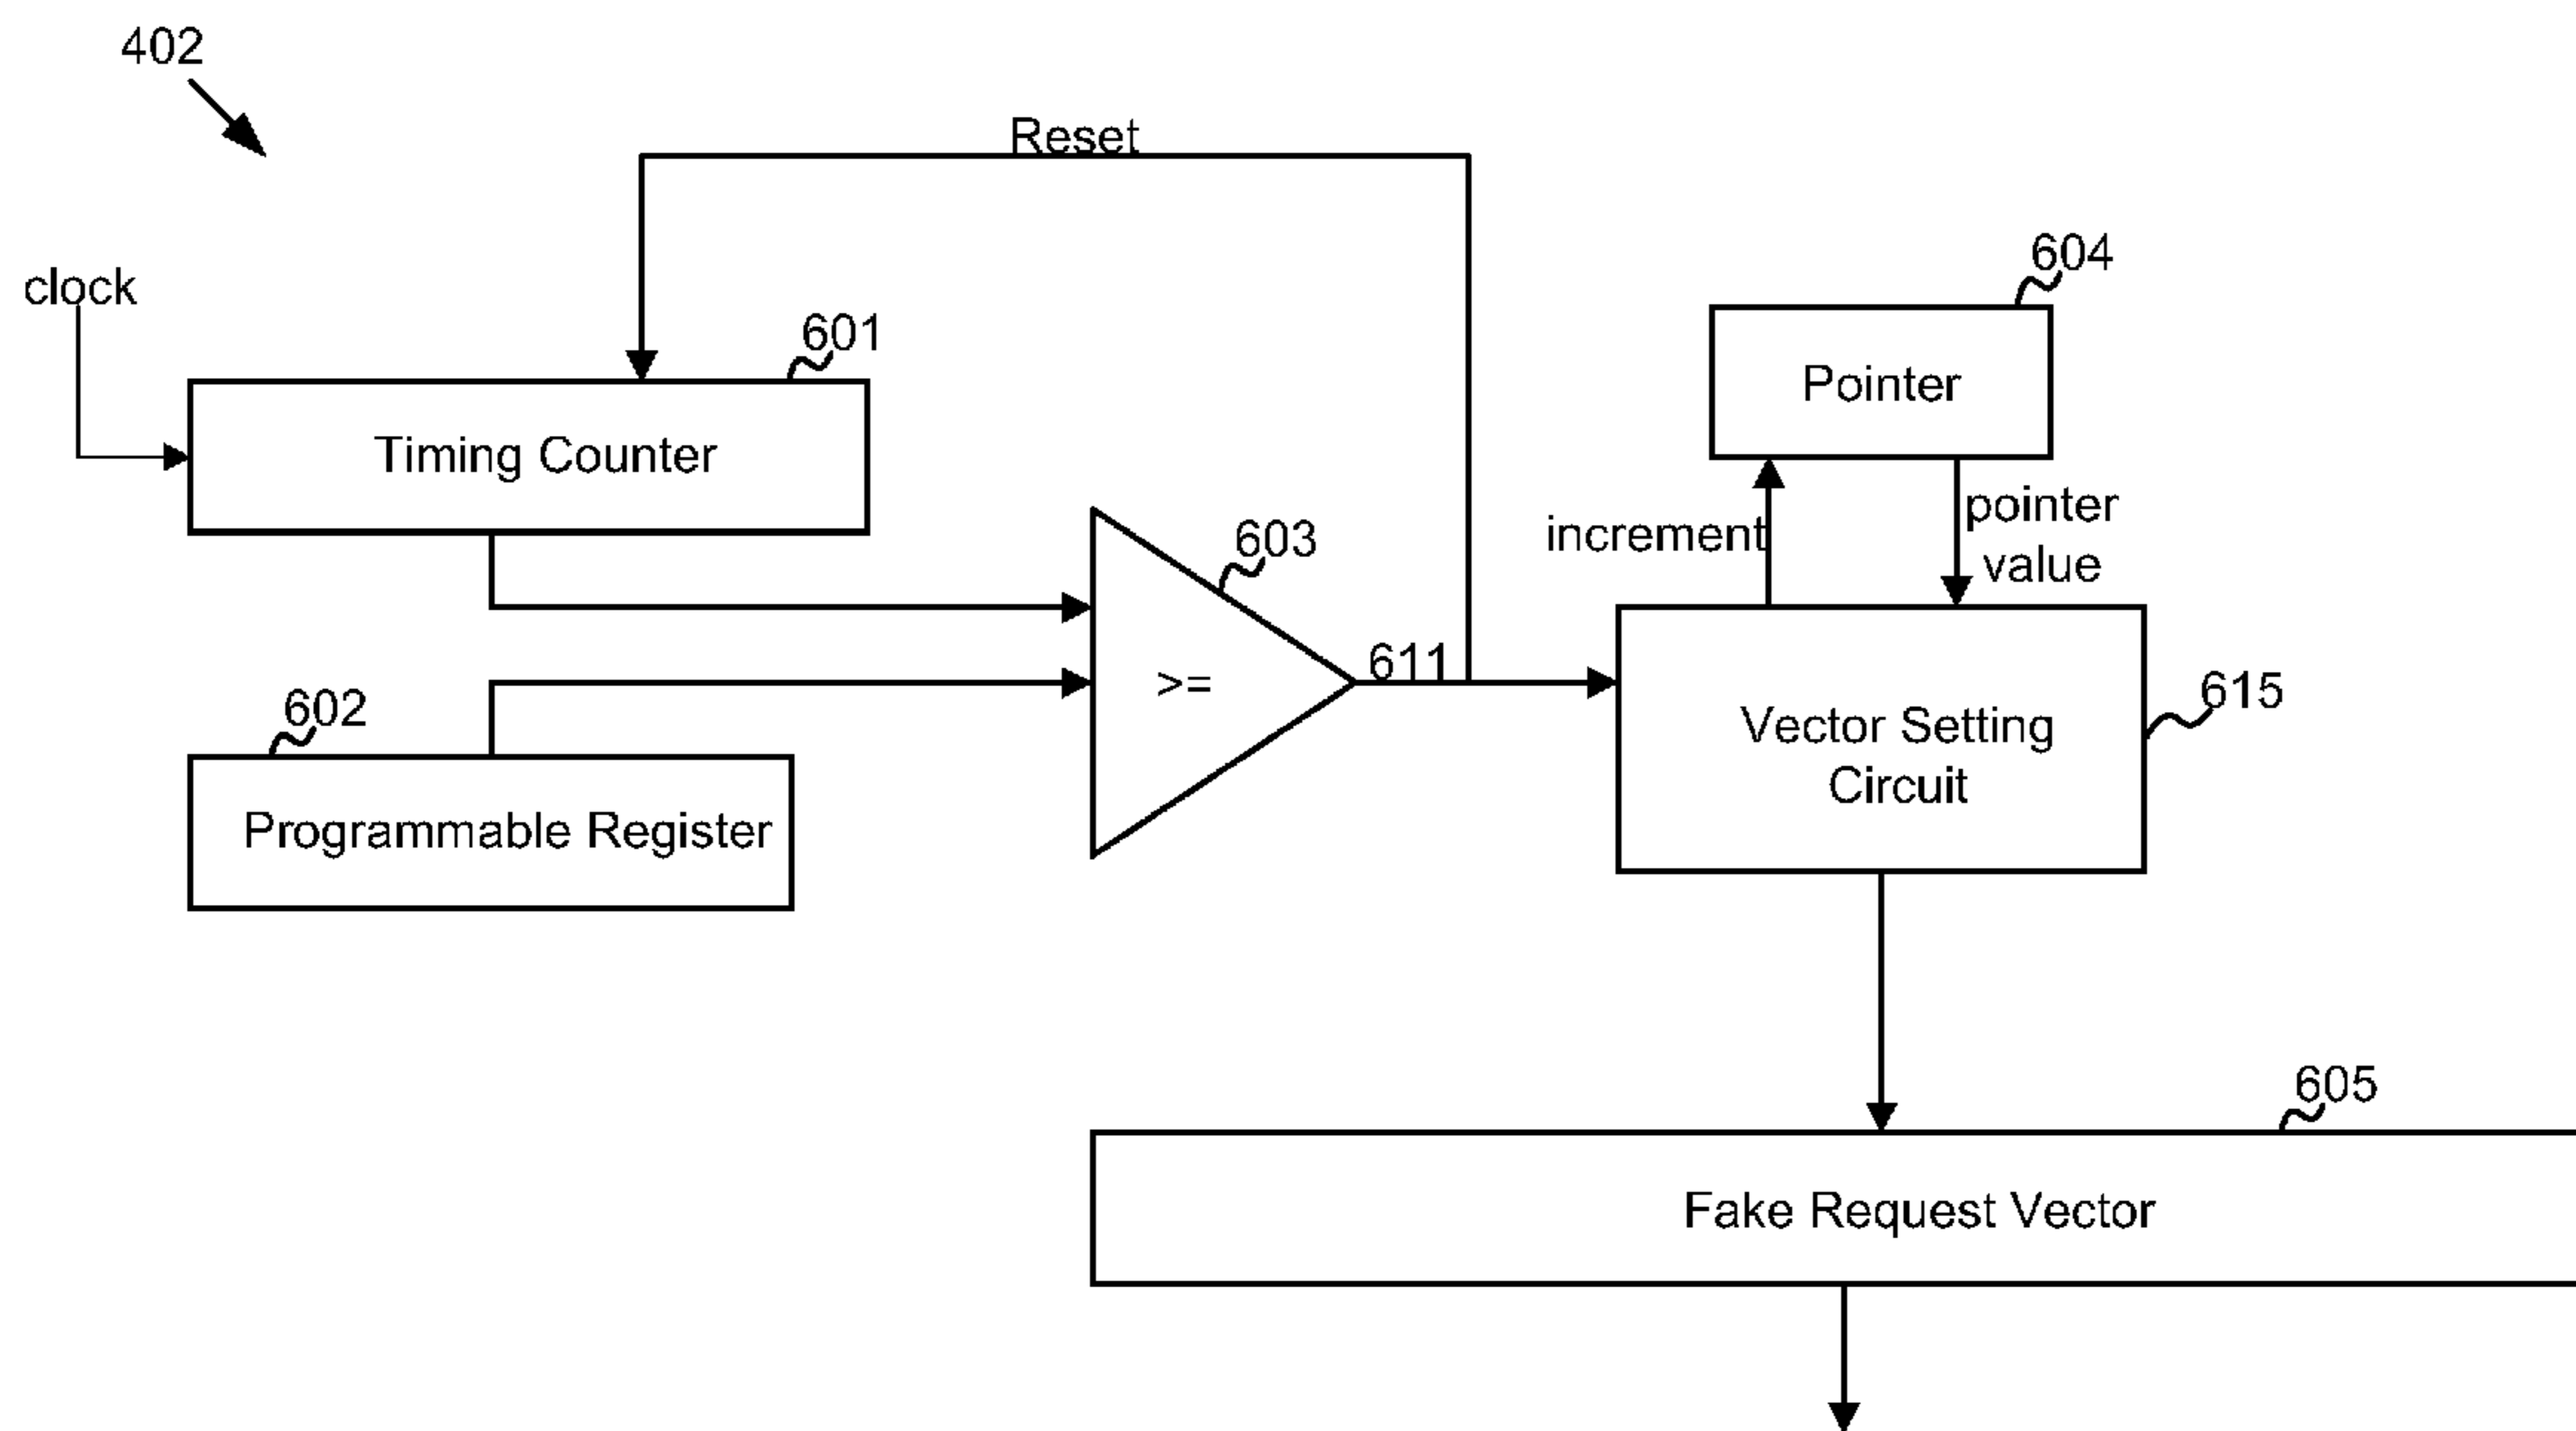 402
Reset
clock
601
Timing Counter
604
Pointer
increment
pointer
value
603
>=
611
602
Programmable Register
615
Vector Setting
Circuit
605
Fake Request Vector